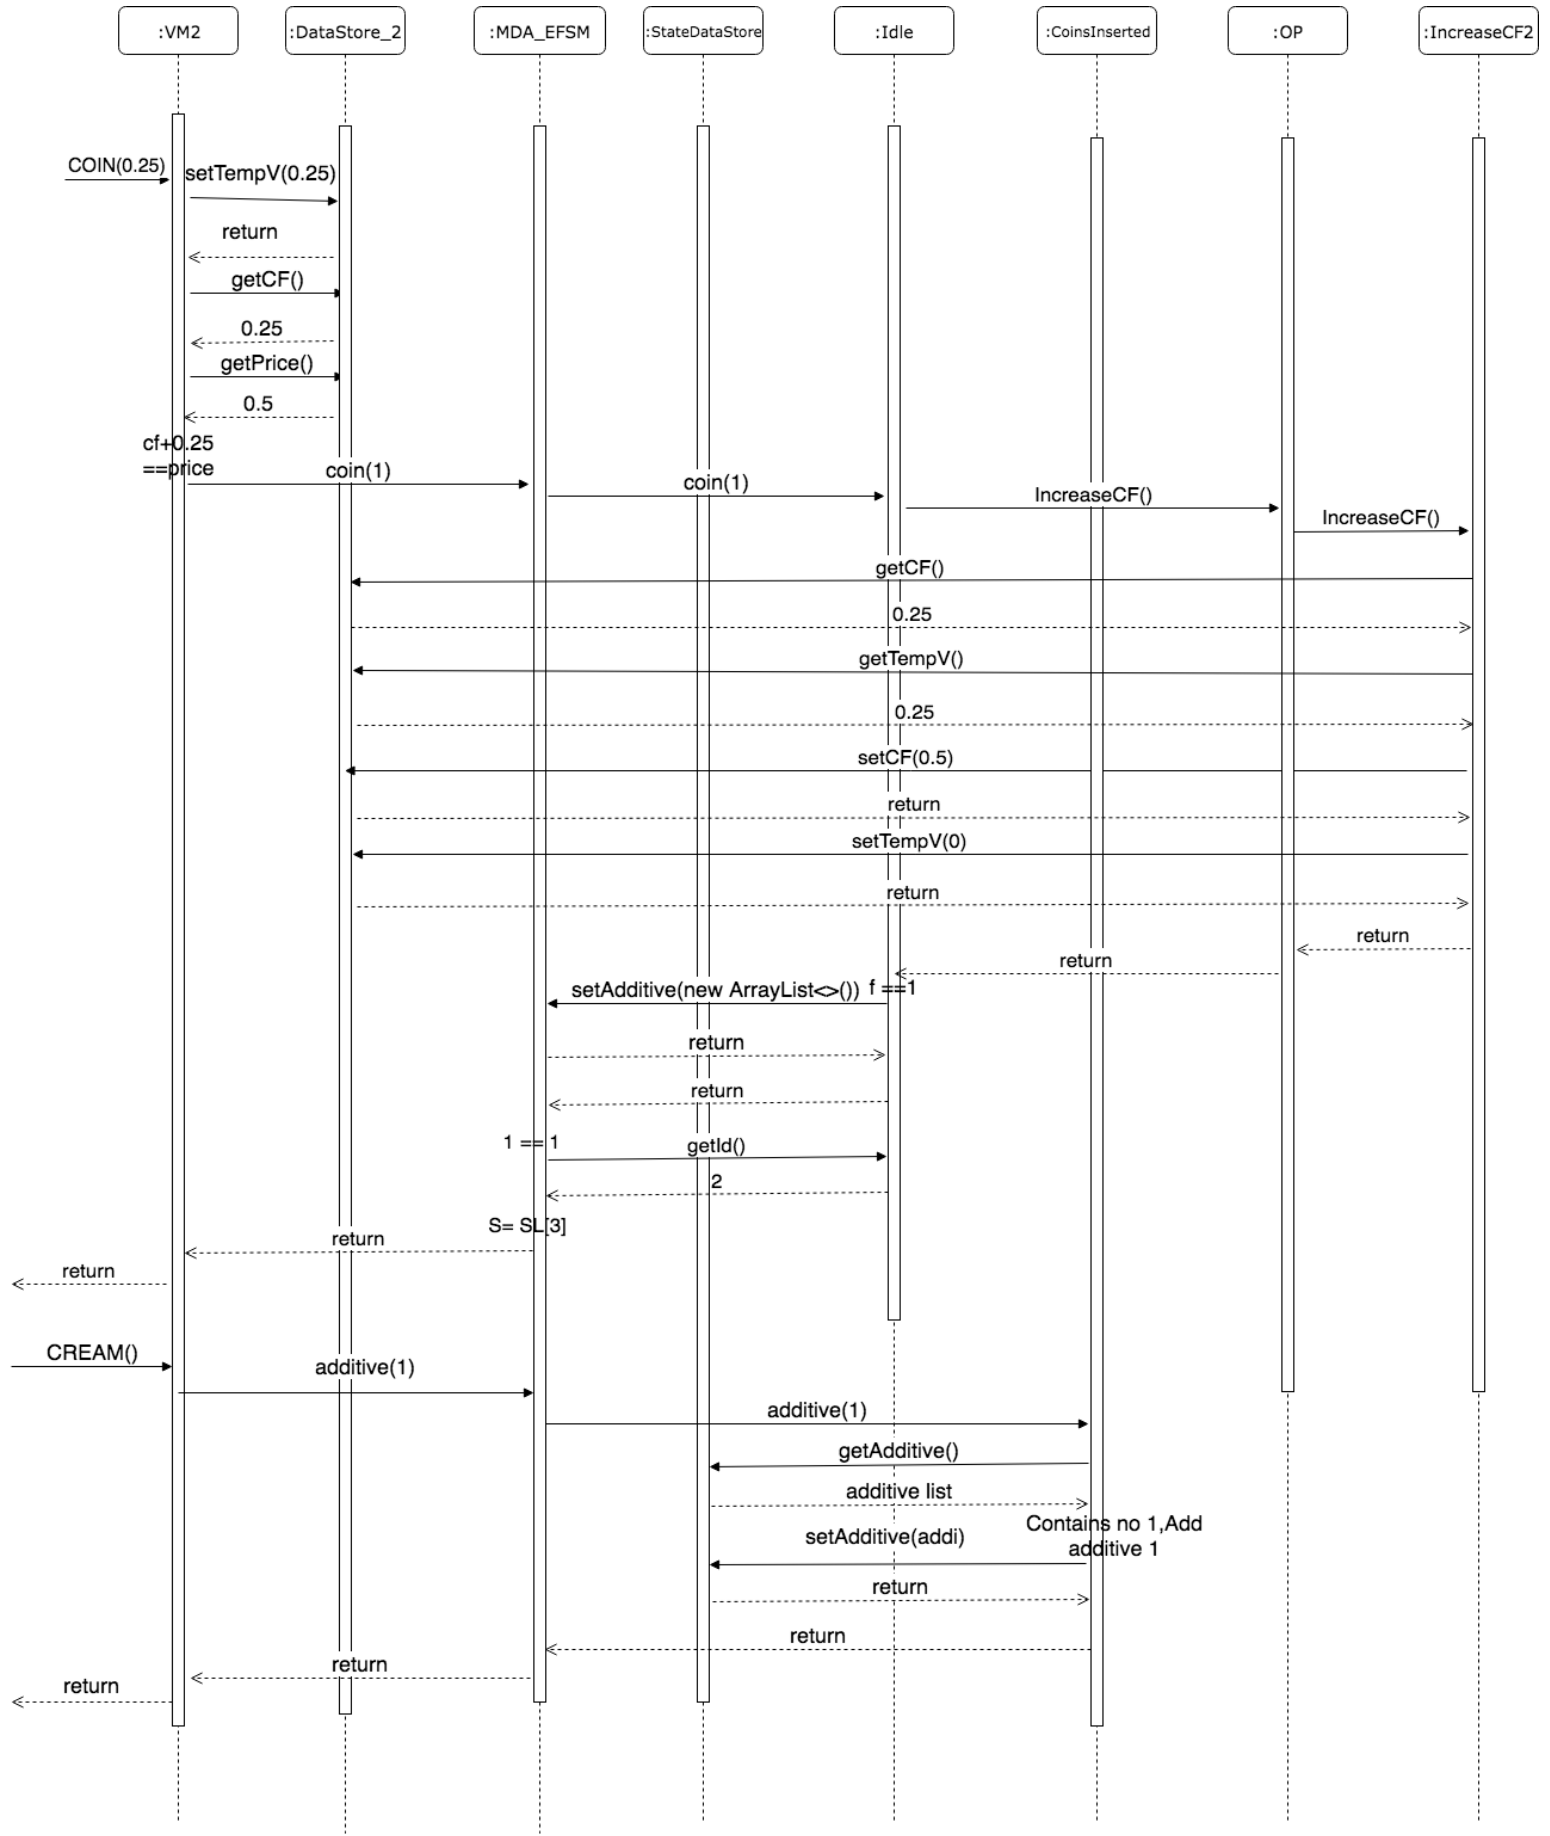 :VM2
:DataStore_2
:MDA_EFSM
:StateDataStore
:Idle
:CoinsInserted
:OP
:IncreaseCF2
COIN(0.25)
setTempV(0.25)
return
getCF()
0.25
getPrice()
0.5
cf+0.25
==price
coin(1)
coin(1)
IncreaseCF()
IncreaseCF()
getCF()
0.25
getTempV()
0.25
setCF(0.5)
return
setTempV(0)
return
return
return
setAdditive(new ArrayList<>())
f ==1
return
return
1 == 1
getId()
2
S= SL[3]
return
return
CREAM()
additive(1)
additive(1)
getAdditive()
additive list
Contains no 1,Add
additive 1
setAdditive(addi)
return
return
return
return